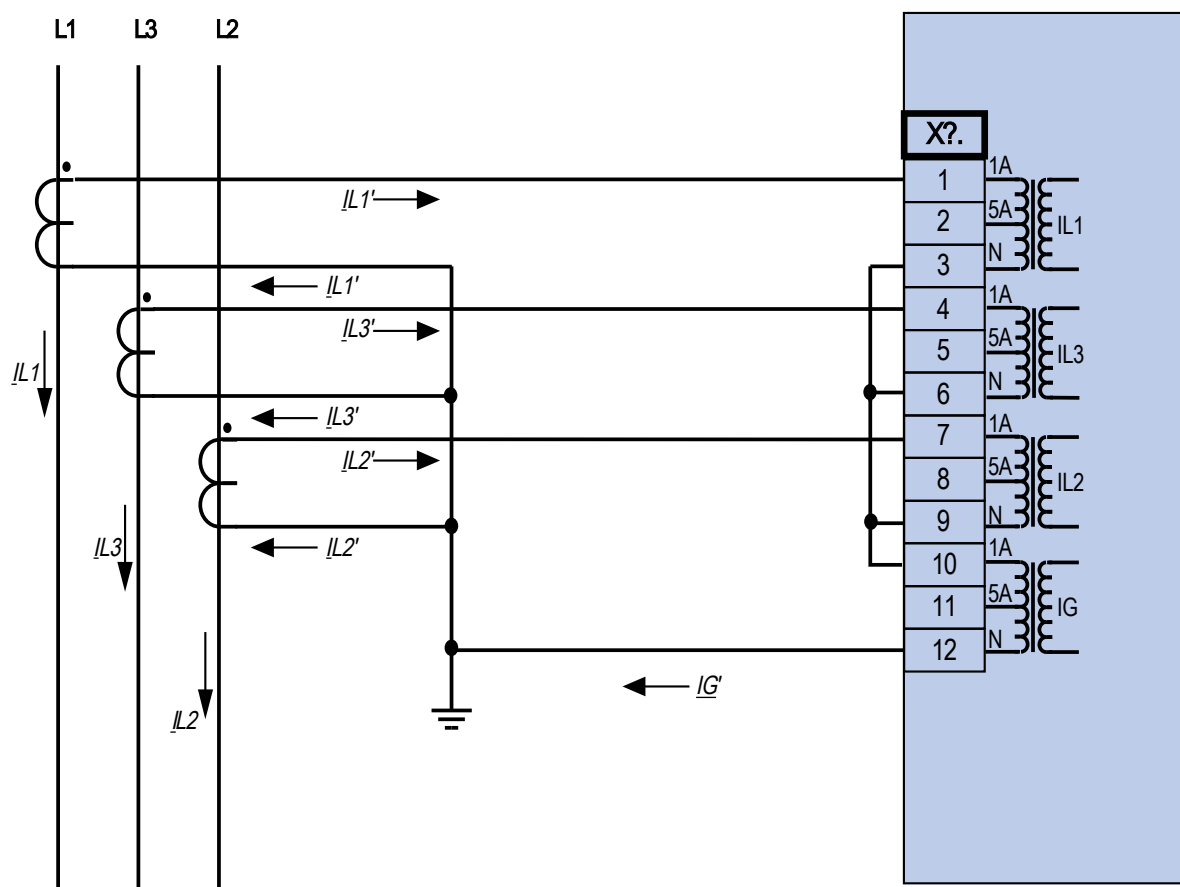 L1 L3 L2
X?.
1 1A
IL1'
2 5A IL1
3 N
IL1'
4 1A
IL3'
5 5A IL3
IL1
6 N
IL3'
7 1A
IL2'
8 5A IL2
9 N
IL3
IL2'
10 1A
11 5A IG
12 N
IG'
IL2